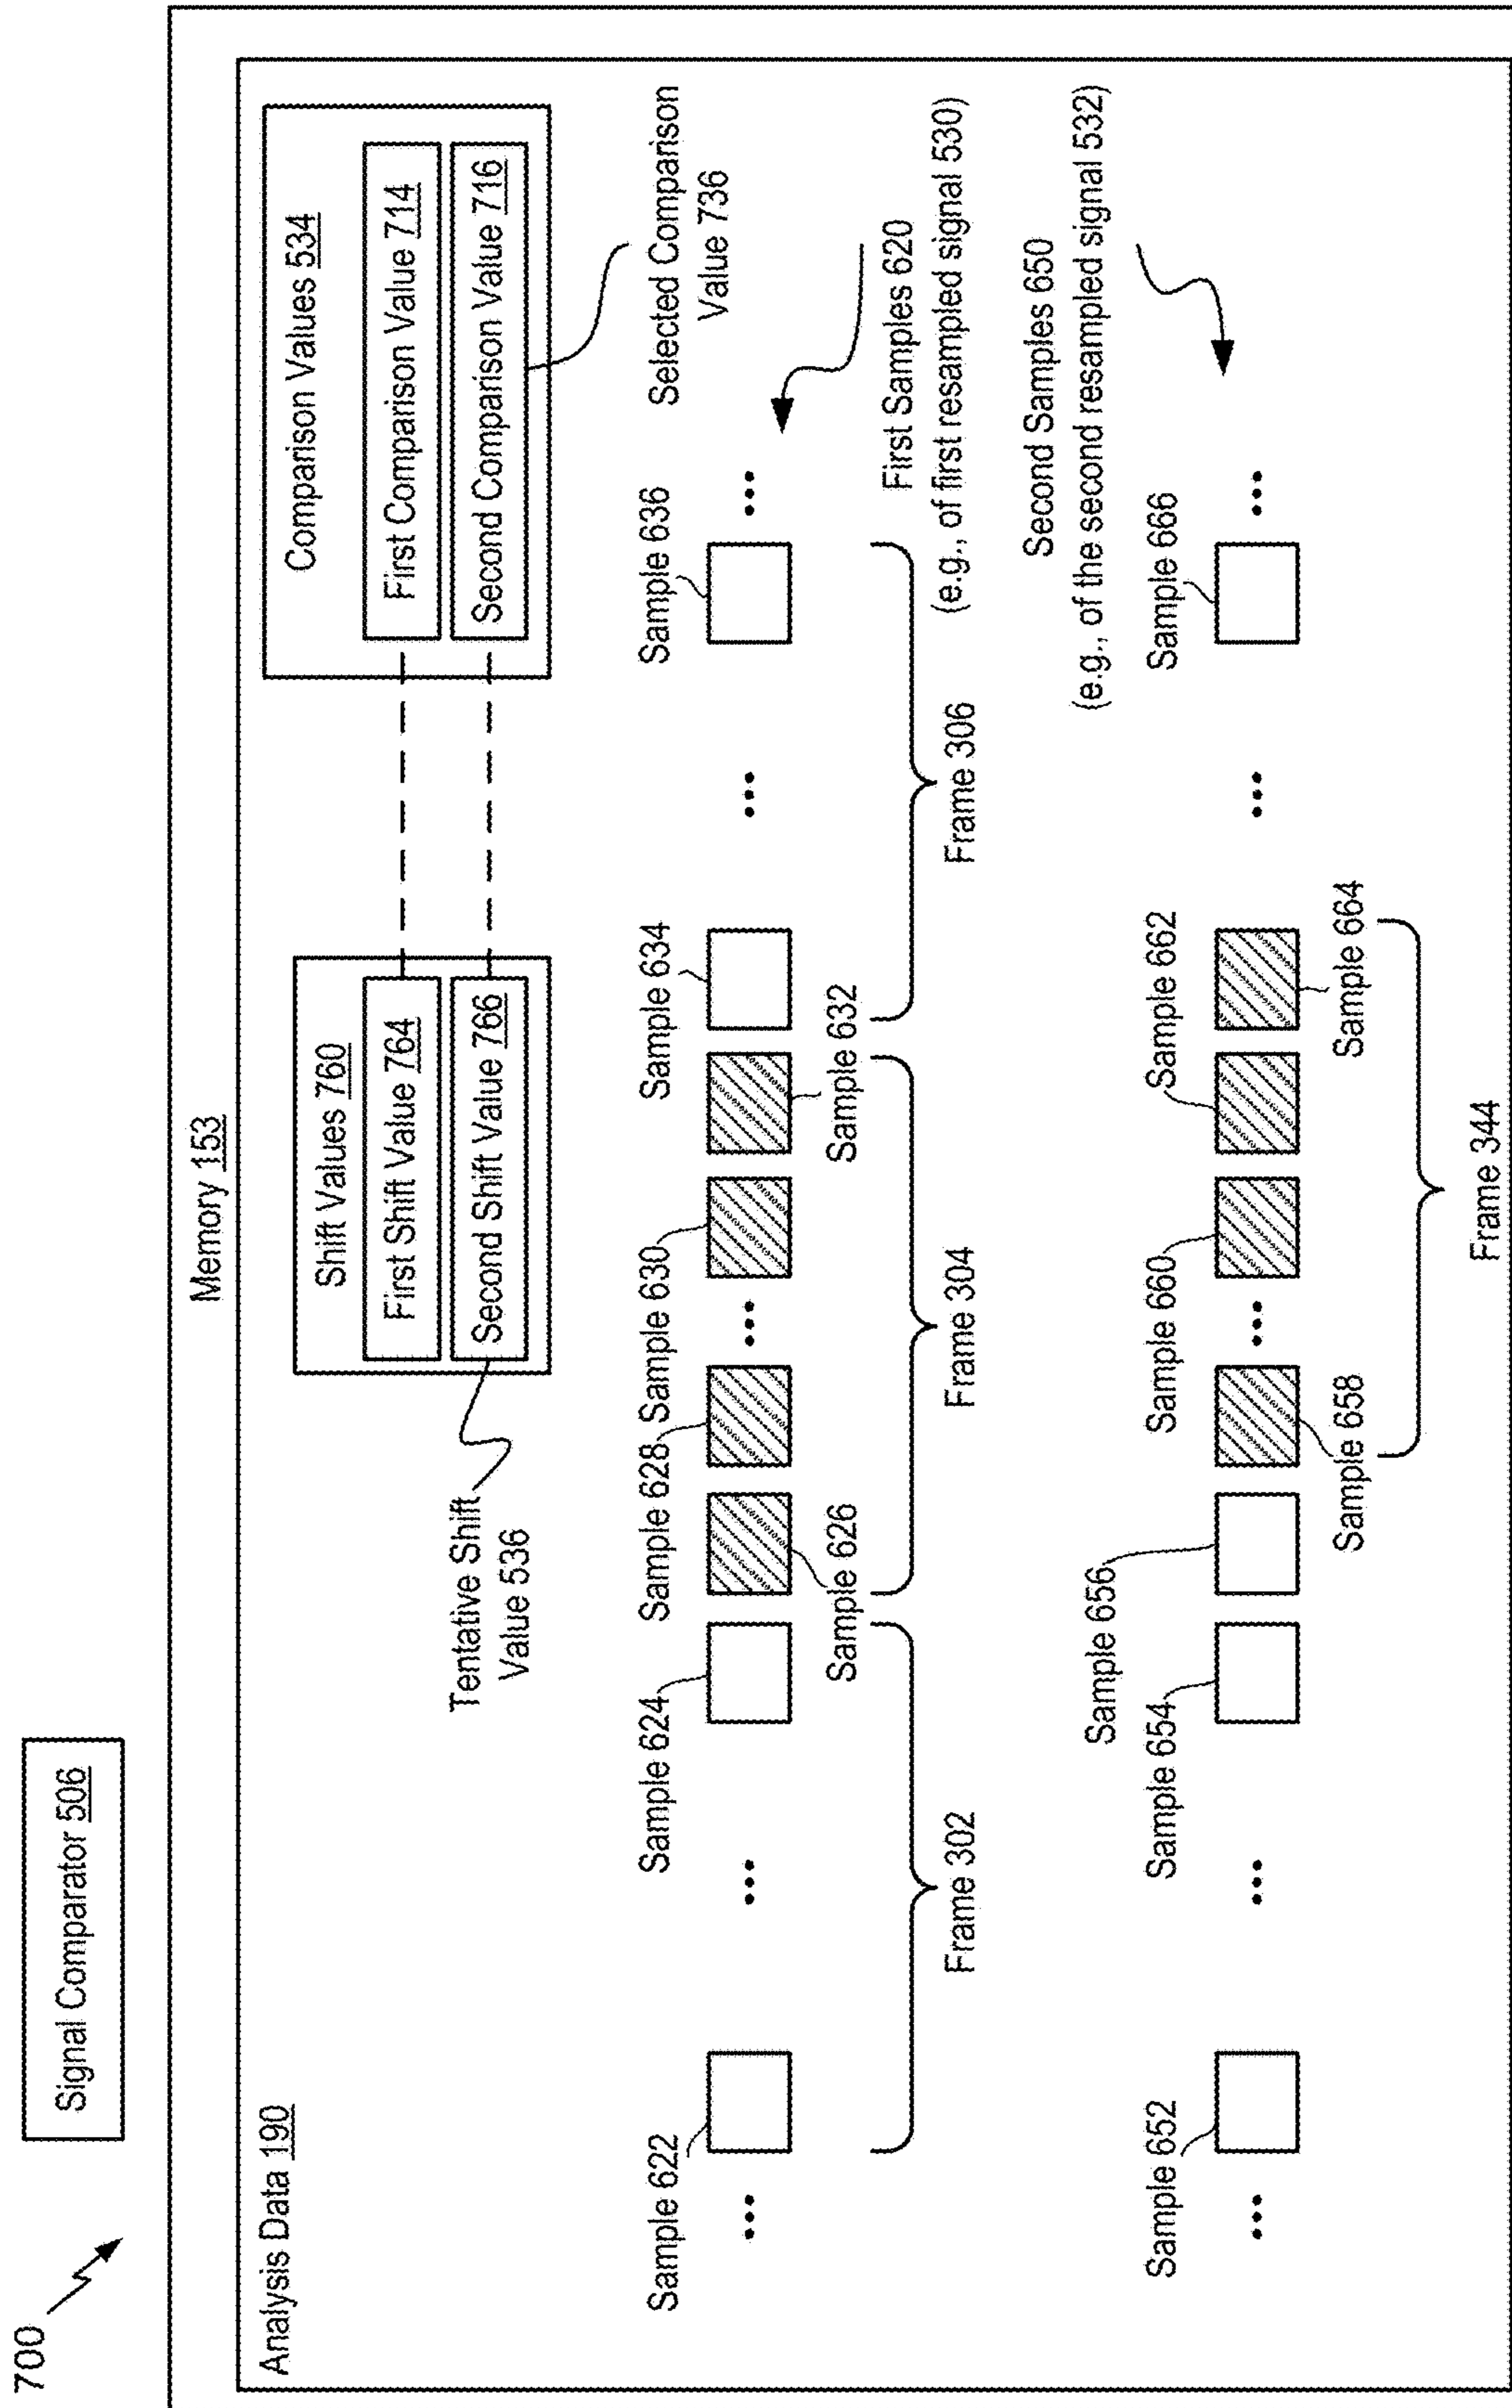 700
Signal Comparator 506
Memory 153
Analysis Data 190
Shift Values 760
First Shift Value 764
Second Shift Value 766
Tentative Shift
Value 536
Comparison Values 534
First Comparison Value 714
Second Comparison Value 716
Selected Comparison
Value 736
Sample 622
Sample 624
Sample 626
Sample 628
Sample 630
Sample 632
Sample 634
Sample 636
...
...
...
...
...
Frame 302
Frame 304
Frame 306
First Samples 620
(e.g., of first resampled signal 530)
Second Samples 650
(e.g., of the second resampled signal 532)
Sample 652
Sample 654
Sample 656
Sample 658
Sample 660
Sample 662
Sample 664
Sample 666
...
...
...
...
...
Frame 344